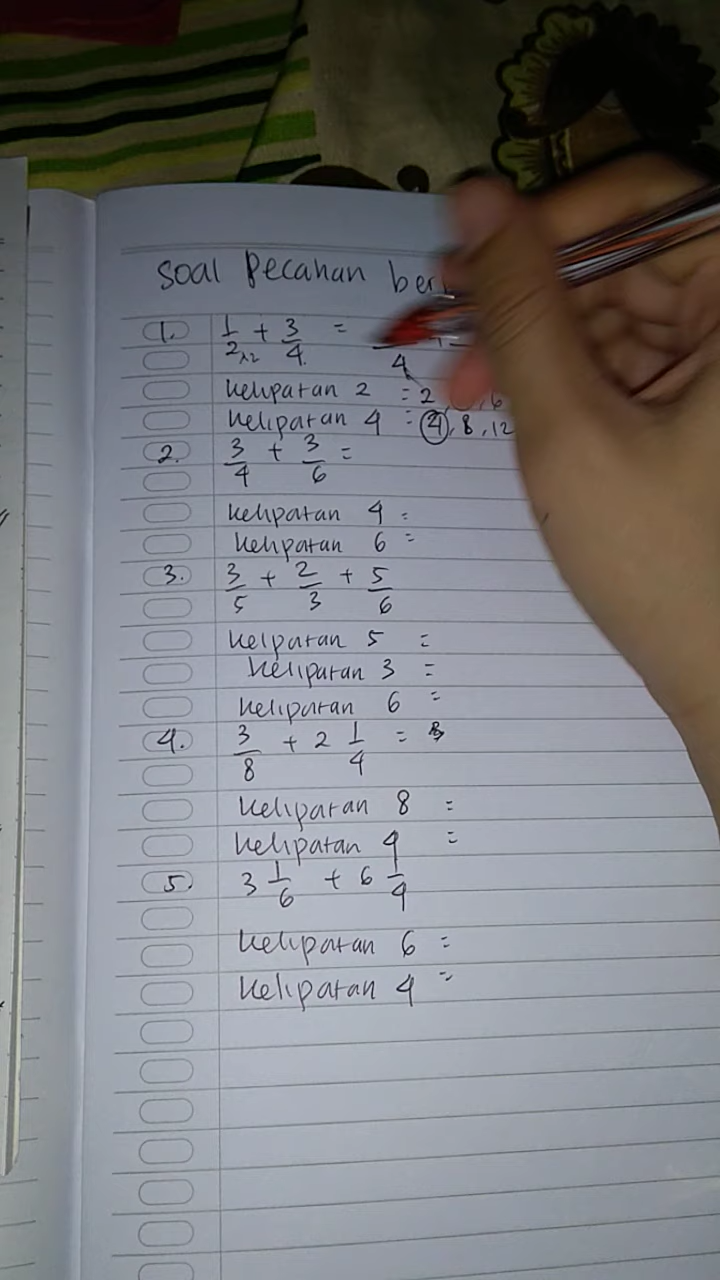 Soal Pecahan
1. 1/2 x2 + 3/4 = /4 +
Kelipatan 2 = 2, , 6
Kelipatan 4 = 4, 8, 12
2. 3/4 + 3/6 =
Kelipatan 4 =
Kelipatan 6 =
3. 3/5 + 2/3 + 5/6
Kelpatan 5 =
Kelipatan 3 =
Kelipatan 6 =
4. 3/8 + 2 1/4 =
Kelipatan 8 =
Kelipatan 4 =
5. 3 1/6 + 6 1/4
Kelipatan 6 =
Kelipatan 4 =